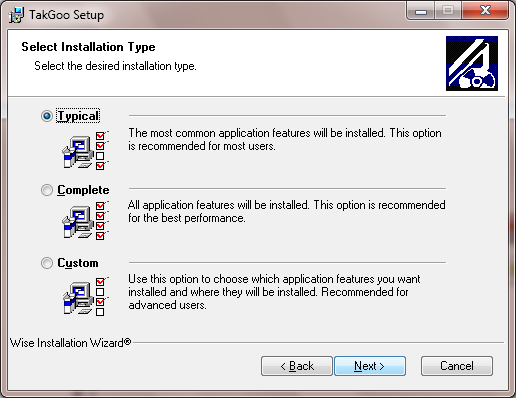 TakGoo Setup
Select Installation Type
Select the desired installation type.
Typical
The most common application features will be installed. This option
is recommended for most users.
Complete
All application features will be installed. This option is recommended
for the best performance.
Custom
Use this option to choose which application features you want
installed and where they will be installed. Recommended for
advanced users.
Wise Installation Wizard®
< Back
Next >
Cancel